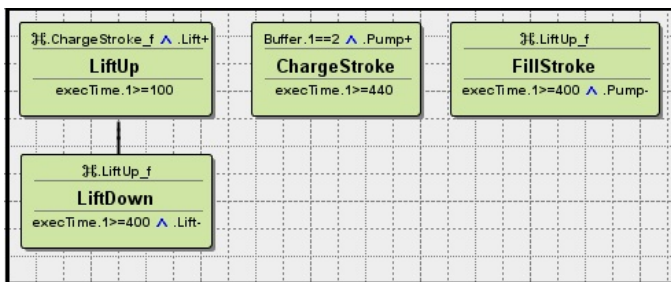 ⌘.ChargeStroke_f ∧ .Lift+
LiftUp
execTime.1>=100
Buffer.1==2 ∧ .Pump+
ChargeStroke
execTime.1>=440
⌘.LiftUp_f
FillStroke
execTime.1>=400 ∧ .Pump-
⌘.LiftUp_f
LiftDown
execTime.1>=400 ∧ .Lift-